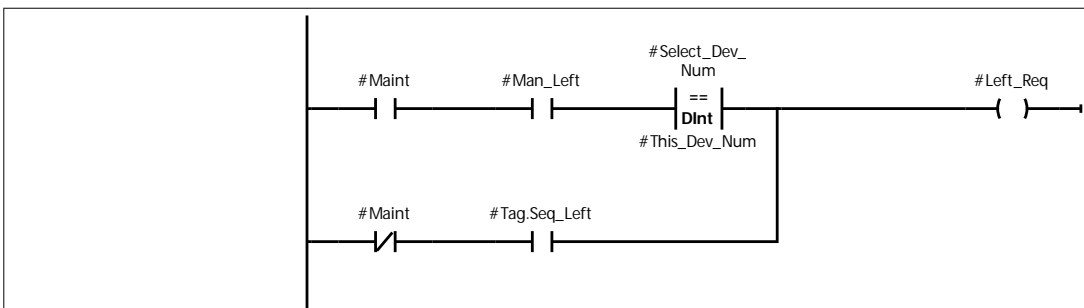 #Select_Dev_
Num
#Maint
#Man_Left
#Left_Req
==
DInt
#This_Dev_Num
#Maint
#Tag.Seq_Left